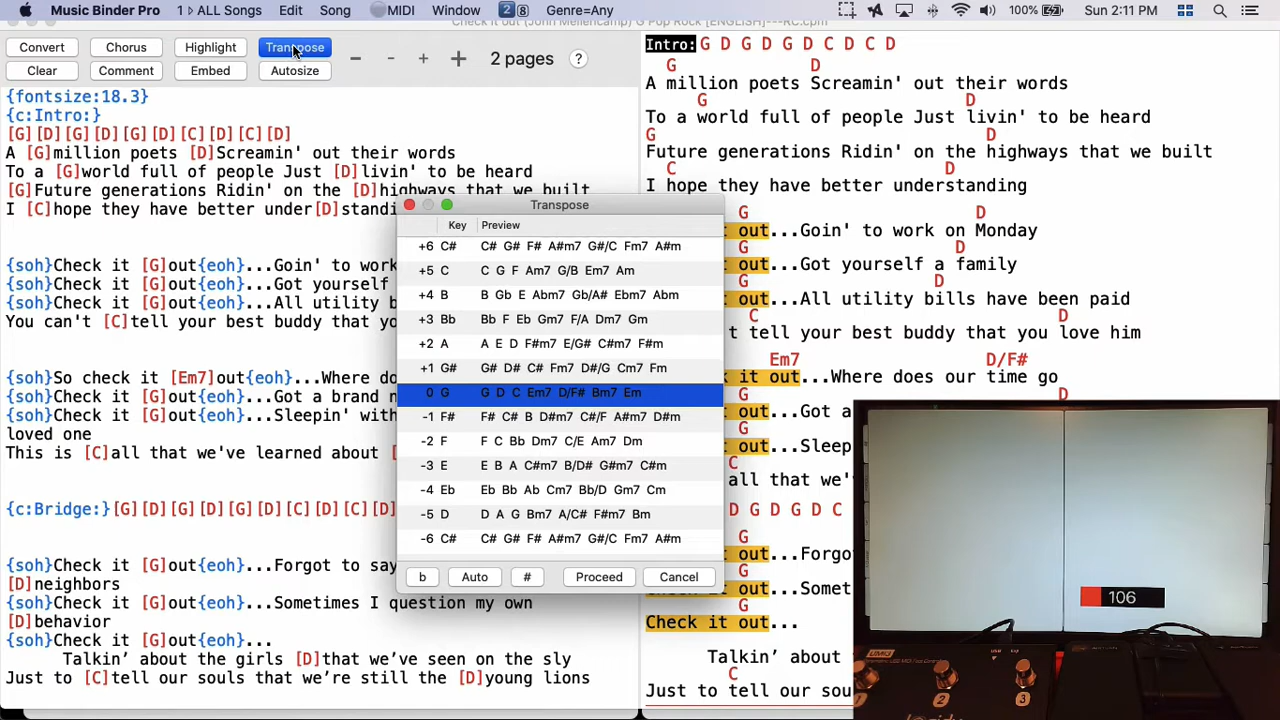 Music Binder Pro 1 > ALL Songs Edit Song MIDI Window 2 8 Genre=Any 100% Sun 2:11 PM
Check it out (John Mellencamp) G Pop Rock [ENGLISH]---RC.cpm
Convert Chorus Highlight Transpose
Clear Comment Embed Autosize
− - + + 2 pages ?
{fontsize:18.3}
{c:Intro:}
[G][D][G][D][G][D][C][D][C][D]
A [G]million poets [D]Screamin' out their words
To a [G]world full of people Just [D]livin' to be heard
[G]Future generations Ridin' on the [D]highways that we built
I [C]hope they have better under[D]standi
{soh}Check it [G]out{eoh}...Goin' to work
{soh}Check it [G]out{eoh}...Got yourself
{soh}Check it [G]out{eoh}...All utility
You can't [C]tell your best buddy that yo
{soh}So check it [Em7]out{eoh}...Where do
{soh}Check it [G]out{eoh}...Got a brand n
{soh}Check it [G]out{eoh}...Sleepin' with
loved one
This is [C]all that we've learned about [
{c:Bridge:}[G][D][G][D][G][D][C][D][C][D]
{soh}Check it [G]out{eoh}...Forgot to say
[D]neighbors
{soh}Check it [G]out{eoh}...Sometimes I question my own
[D]behavior
{soh}Check it [G]out{eoh}...
Talkin’ about the girls [D]that we’ve seen on the sly
Just to [C]tell our souls that we’re still the [D]young lions
Transpose
Key Preview
+6 C# C# G# F# A#m7 G#/C Fm7 A#m
+5 C C G F Am7 G/B Em7 Am
+4 B B Gb E Abm7 Gb/A# Ebm7 Abm
+3 Bb Bb F Eb Gm7 F/A Dm7 Gm
+2 A A E D F#m7 E/G# C#m7 F#m
+1 G# G# D# C# Fm7 D#/G Cm7 Fm
0 G G D C Em7 D/F# Bm7 Em
-1 F# F# C# B D#m7 C#/F A#m7 D#m
-2 F F C Bb Dm7 C/E Am7 Dm
-3 E E B A C#m7 B/D# G#m7 C#m
-4 Eb Eb Bb Ab Cm7 Bb/D Gm7 Cm
-5 D D A G Bm7 A/C# F#m7 Bm
-6 C# C# G# F# A#m7 G#/C Fm7 A#m
b Auto # Proceed Cancel
Intro: G D G D G D C D C D
G D
A million poets Screamin' out their words
G D
To a world full of people Just livin' to be heard
G D
Future generations Ridin' on the highways that we built
C D
I hope they have better understanding
G D
out...Goin' to work on Monday
G D
out...Got yourself a family
G D
out...All utility bills have been paid
C D
t tell your best buddy that you love him
Em7 D/F#
k it out...Where does our time go
G D
out...Got a
G
out...Sleep
C
all that we'
D G D G D C
G
out...Forgo
G
Check it out...Somet
G
Check it out...
Talkin’ about
C
Just to tell our sou
106
1 2 3